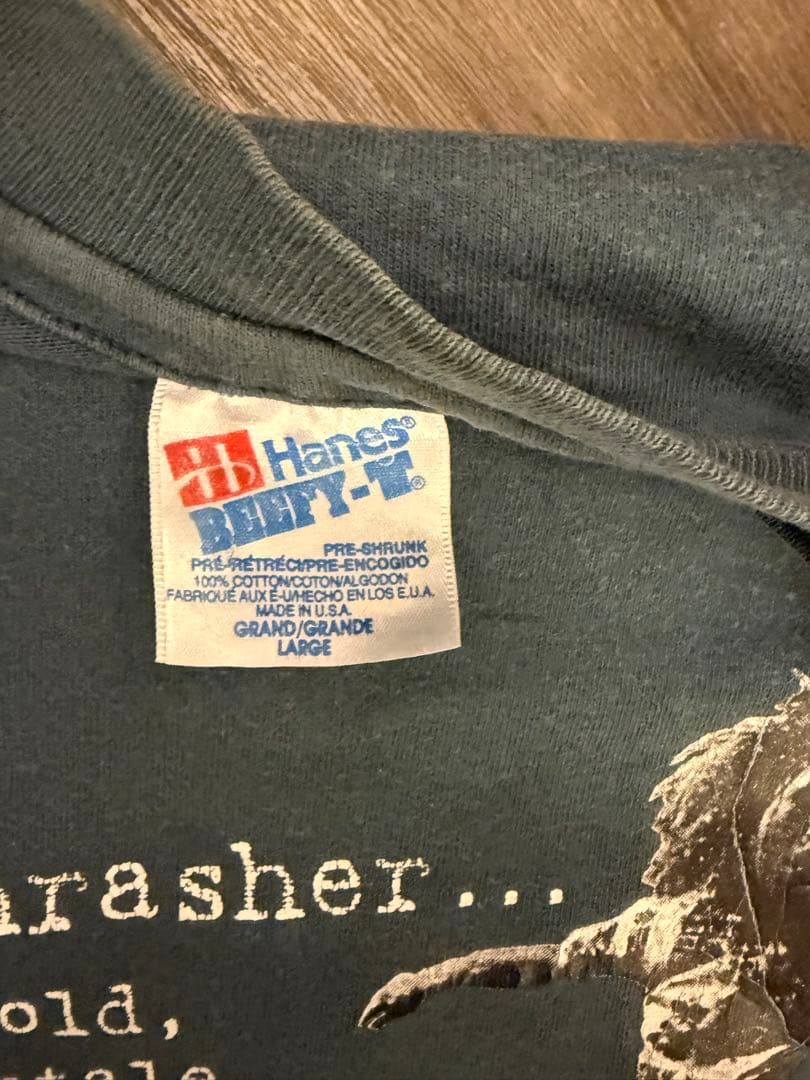 Hanes®
BEEFY-T®
PRE-SHRUNK
PRÉ-RÉTRÉCI/PRE-ENCOGIDO
100% COTTON/COTON/ALGODON
FABRIQUÉ AUX É-U/HECHO EN LOS E.U.A.
MADE IN U.S.A.
GRAND/GRANDE
LARGE
hrasher...
old,